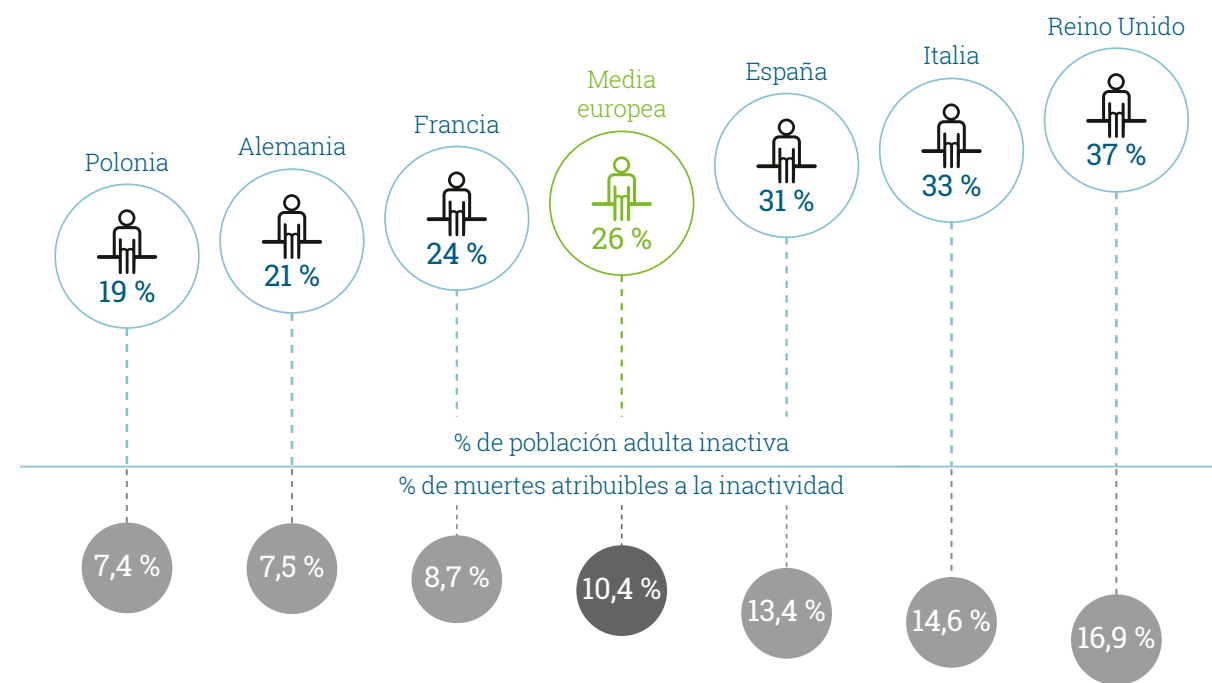 Polonia
19 %
Alemania
21 %
Francia
24 %
Media
europea
26 %
España
31 %
Italia
33 %
Reino Unido
37 %
% de población adulta inactiva
% de muertes atribuibles a la inactividad
7,4 %
7,5 %
8,7 %
10,4 %
13,4 %
14,6 %
16,9 %